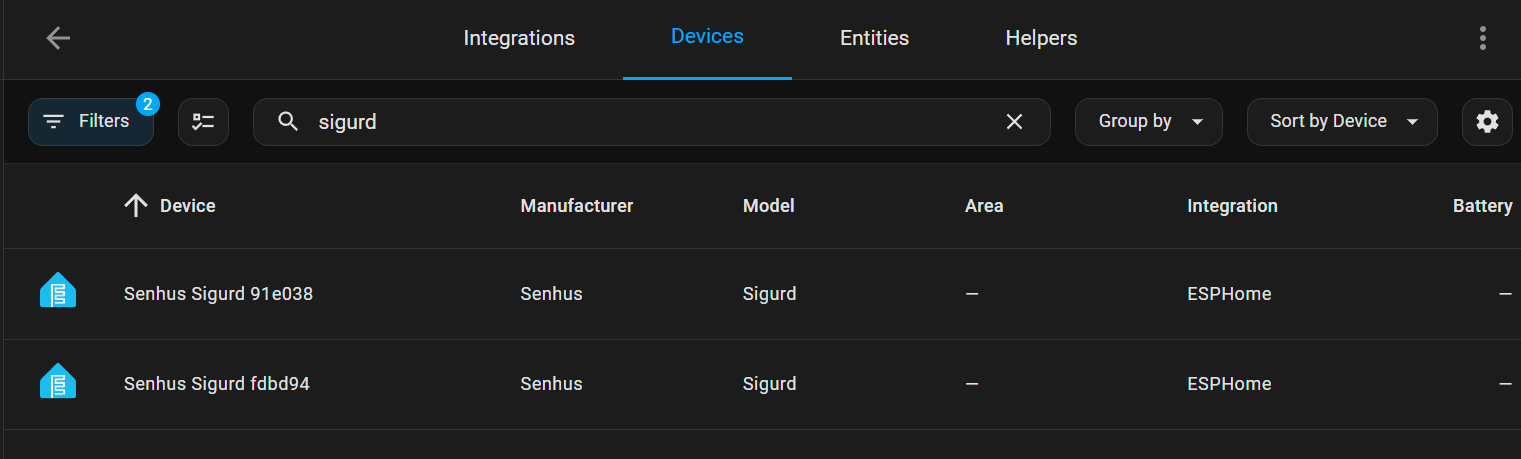 Integrations Devices Entities Helpers
Filters 2 sigurd Group by Sort by Device
Device Manufacturer Model Area Integration Battery
Senhus Sigurd 91e038 Senhus Sigurd — ESPHome —
Senhus Sigurd fdbd94 Senhus Sigurd — ESPHome —